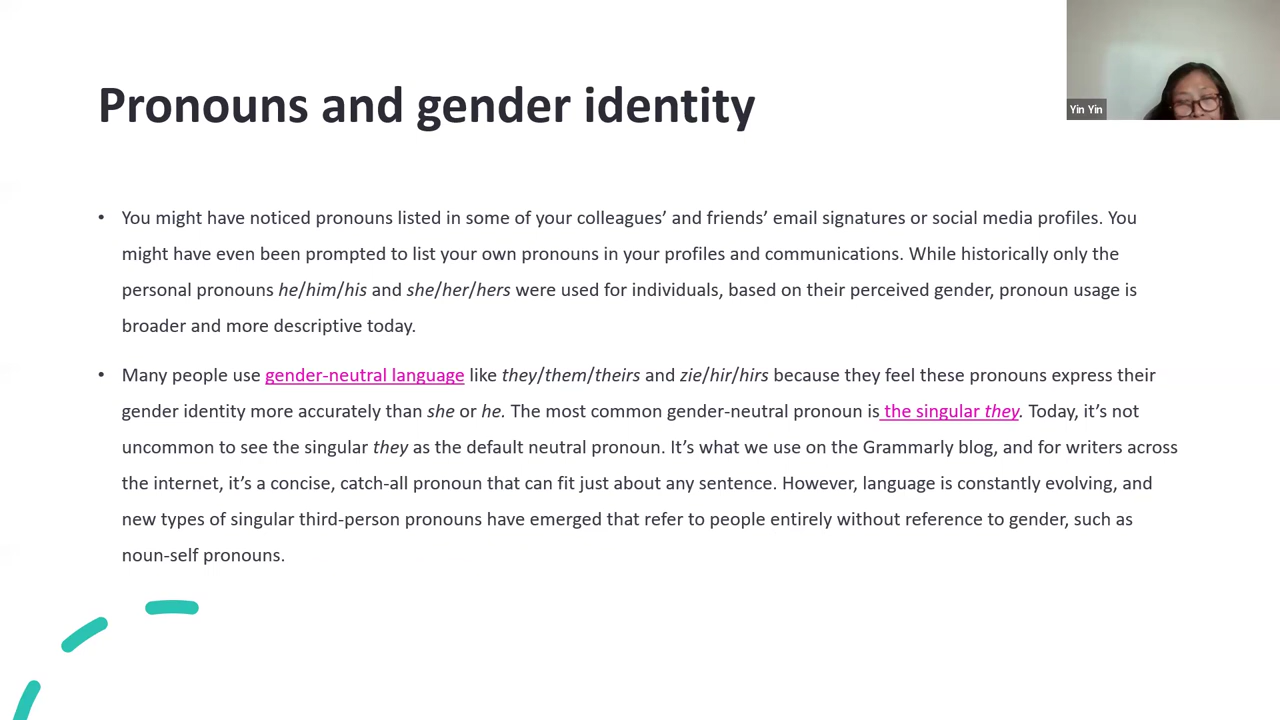 Pronouns and gender identity
Yin Yin
• You might have noticed pronouns listed in some of your colleagues’ and friends’ email signatures or social media profiles. You
might have even been prompted to list your own pronouns in your profiles and communications. While historically only the
personal pronouns he/him/his and she/her/hers were used for individuals, based on their perceived gender, pronoun usage is
broader and more descriptive today.
• Many people use gender-neutral language like they/them/theirs and zie/hir/hirs because they feel these pronouns express their
gender identity more accurately than she or he. The most common gender-neutral pronoun is the singular they. Today, it’s not
uncommon to see the singular they as the default neutral pronoun. It’s what we use on the Grammarly blog, and for writers across
the internet, it’s a concise, catch-all pronoun that can fit just about any sentence. However, language is constantly evolving, and
new types of singular third-person pronouns have emerged that refer to people entirely without reference to gender, such as
noun-self pronouns.